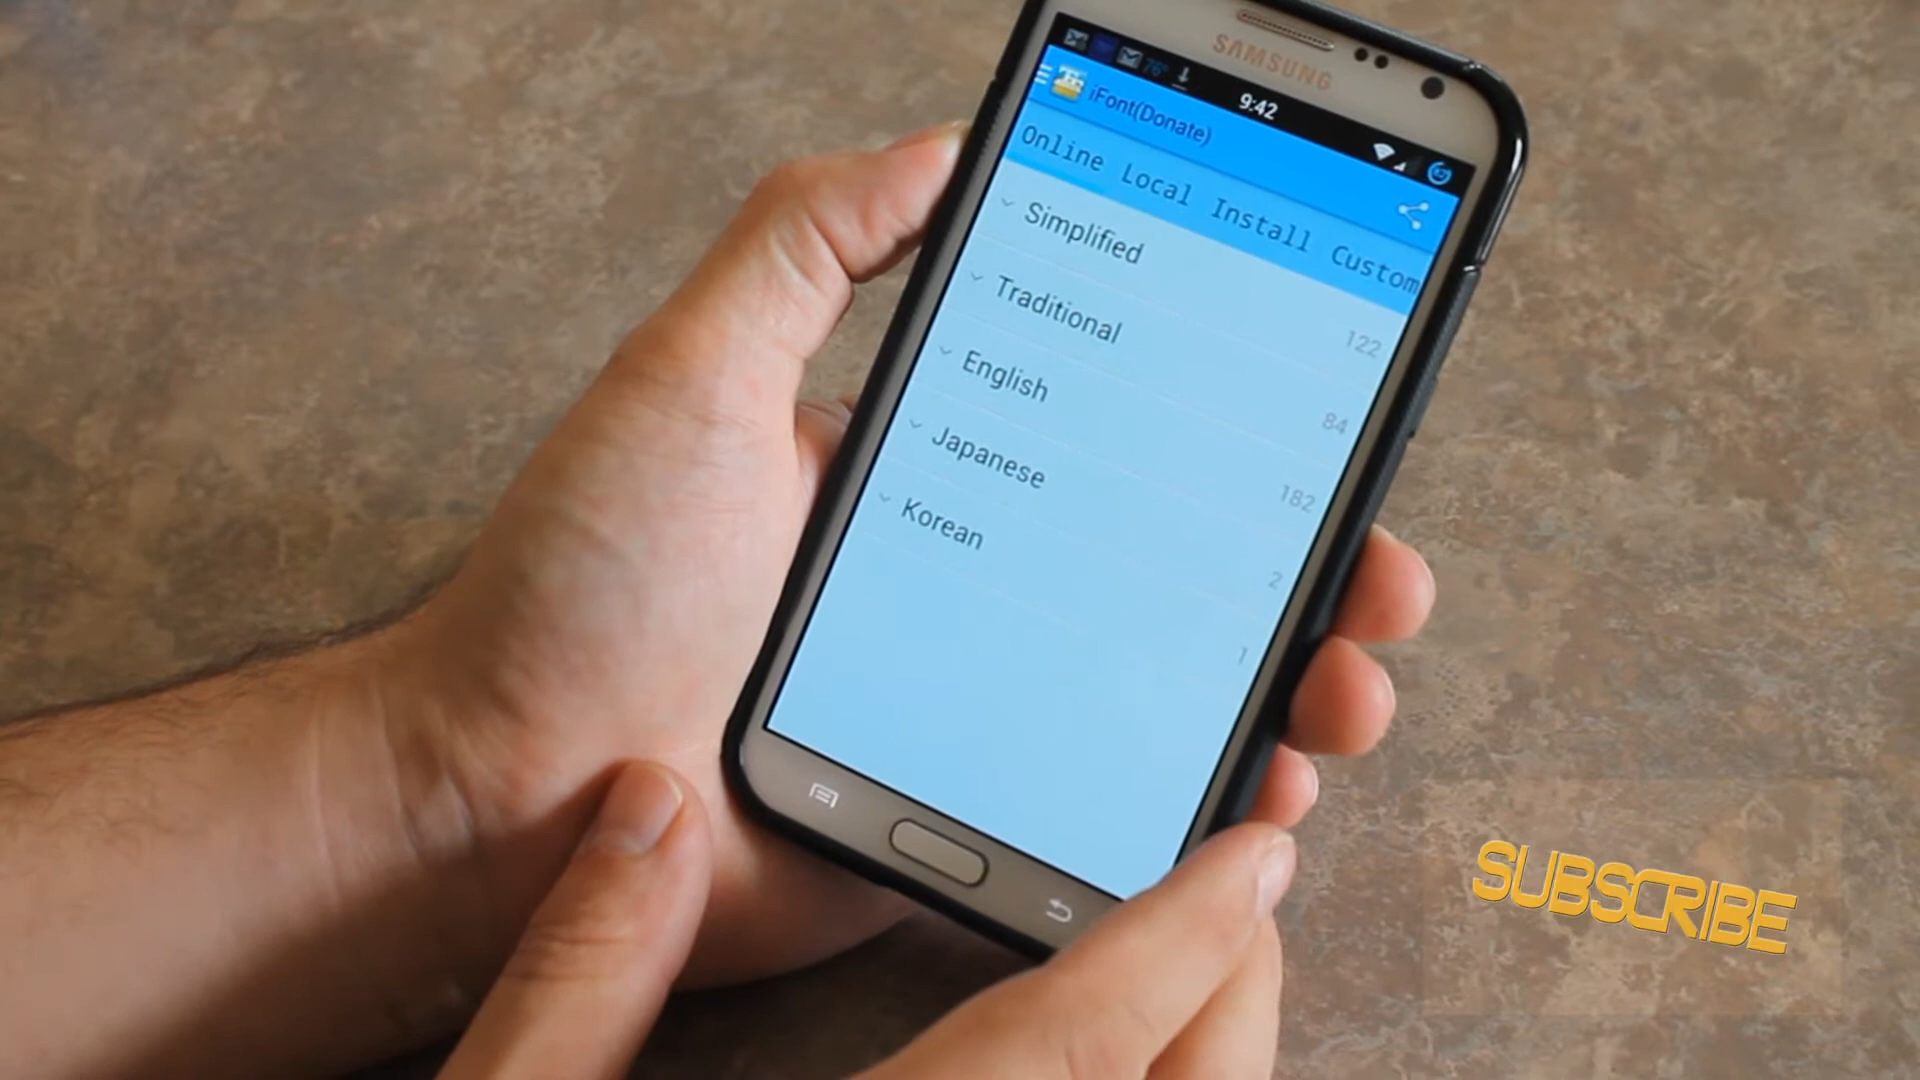 SAMSUNG
76° 9:42
iFont(Donate)
Online Local Install Custom
Simplified 122
Traditional 84
English 182
Japanese 2
Korean 1
SUBSCRIBE